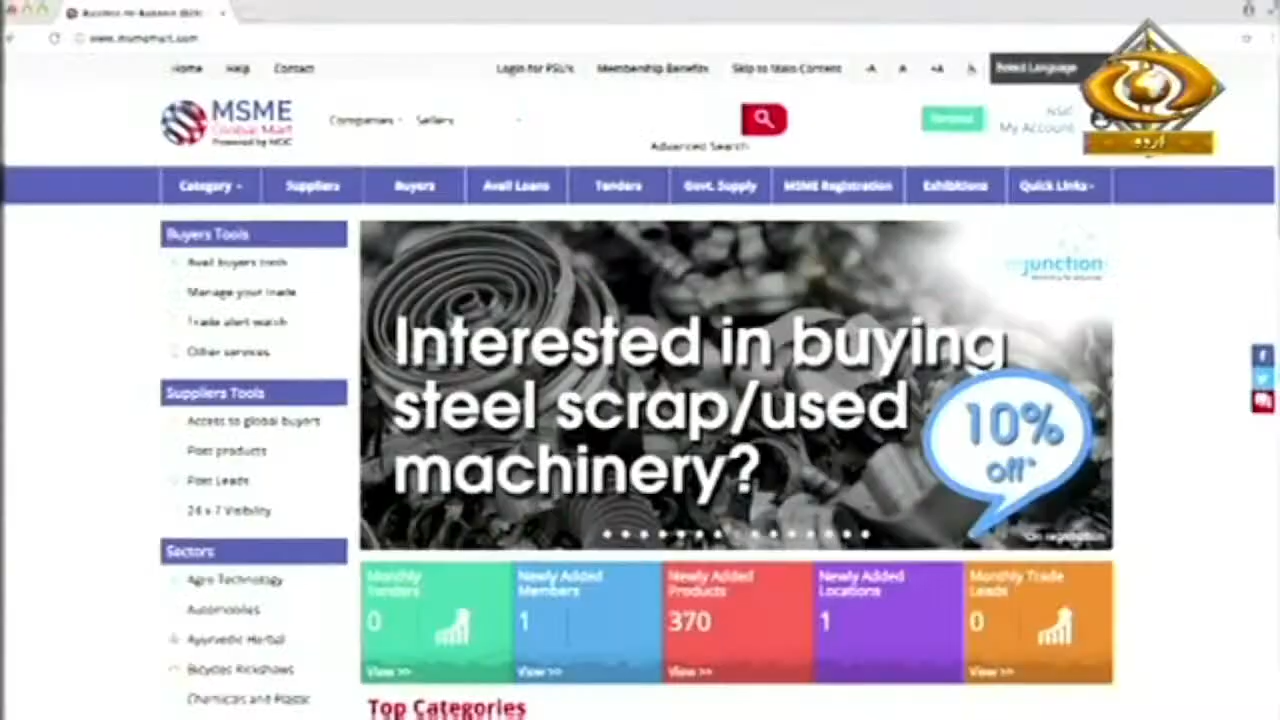 www.msmemart.com
Home Help Contact
Login for PSU's Membership Benefits Skip to Main Content -A A +A
Select Language
MSME
Global Mart
Powered by NSIC
Companies Sellers
Advanced Search
NSIC
My Account
اردو
Category Suppliers Buyers Avail Loans Tenders Govt. Supply MSME Registration Exhibitions Quick Links
Buyers Tools
Avail buyers tools
Manage your trade
Trade alert watch
Other services
Suppliers Tools
Access to global buyers
Post products
Post Leads
24 x 7 Visibility
Sectors
Agro Technology
Automobiles
Ayurvedic Herbal
Bicycles Rickshaws
Chemicals and Plastic
junction
Interested in buying
steel scrap/used
machinery?
10%
off*
On registration
Monthly
Tenders
0
View >>
Newly Added
Members
1
View >>
Newly Added
Products
370
View >>
Newly Added
Locations
1
Monthly Trade
Leads
0
View >>
Top Categories